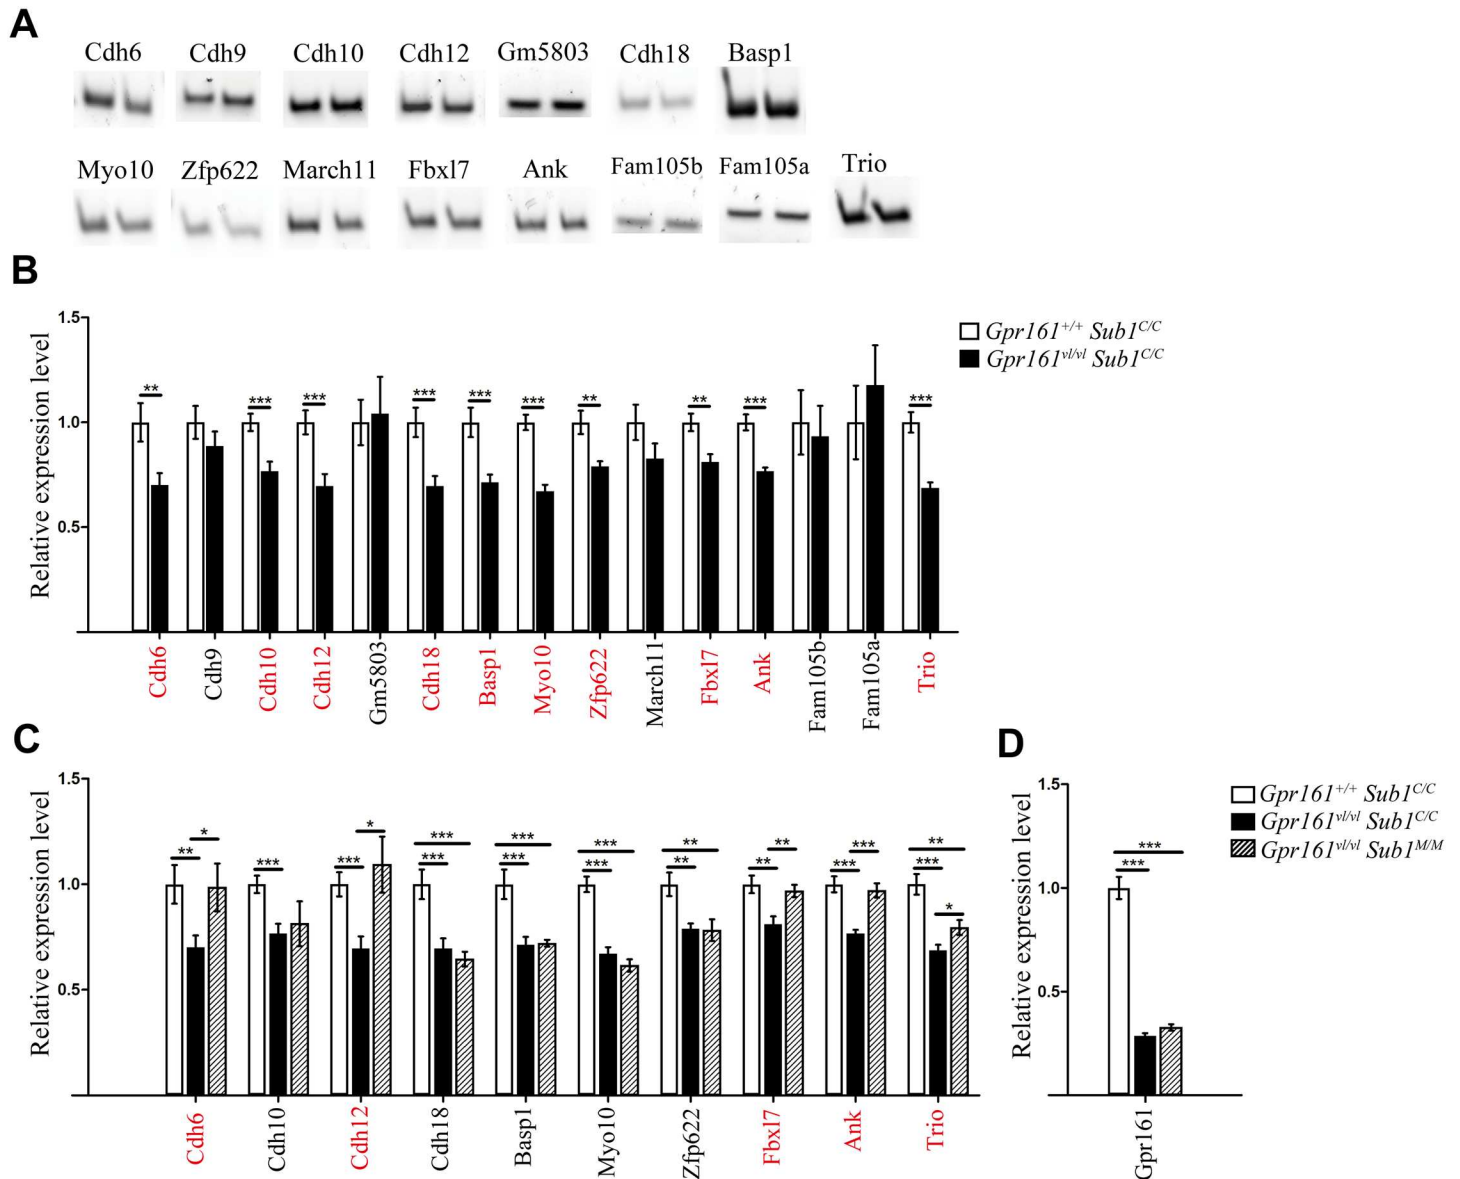 A
Cdh6 Cdh9 Cdh10 Cdh12 Gm5803 Cdh18 Basp1
Myo10 Zfp622 March11 Fbxl7 Ank Fam105b Fam105a Trio
B
Relative expression level
1.5
1.0
0.5
** *** *** *** *** *** ** ** *** ***
Gpr161+/+ Sub1C/C
Gpr161vl/vl Sub1C/C
Cdh6 Cdh9 Cdh10 Cdh12 Gm5803 Cdh18 Basp1 Myo10 Zfp622 March11 Fbxl7 Ank Fam105b Fam105a Trio
C
Relative expression level
1.5
1.0
0.5
* * *** *** *** ** ** *** **
** *** *** *** *** *** ** ** *** ***
*
Cdh6 Cdh10 Cdh12 Cdh18 Basp1 Myo10 Zfp622 Fbxl7 Ank Trio
D
Relative expression level
1.5
1.0
0.5
***
***
Gpr161
Gpr161+/+ Sub1C/C
Gpr161vl/vl Sub1C/C
Gpr161vl/vl Sub1M/M